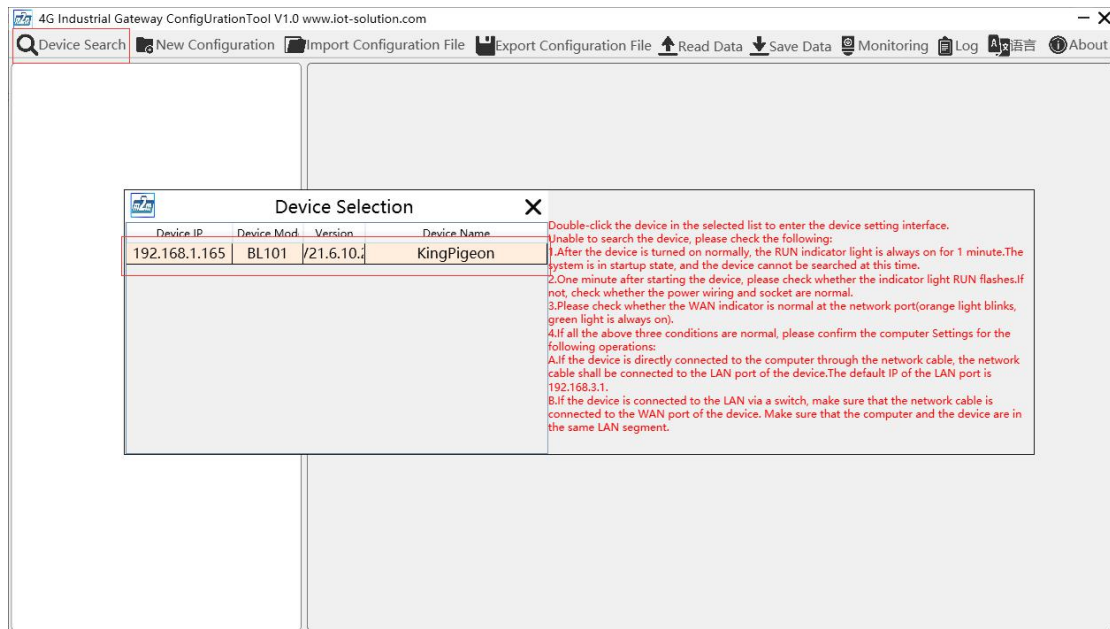 4G Industrial Gateway ConfigUrationTool V1.0 www.iot-solution.com
Device Search New Configuration Import Configuration File Export Configuration File Read Data Save Data Monitoring Log 语言 About
Device Selection
Device IP Device Mod Version Device Name
192.168.1.165 BL101 V21.6.10.2 KingPigeon
Double-click the device in the selected list to enter the device setting interface.
Unable to search the device, please check the following:
1.After the device is turned on normally, the RUN indicator light is always on for 1 minute.The
system is in startup state, and the device cannot be searched at this time.
2.One minute after starting the device, please check whether the indicator light RUN flashes.If
not, check whether the power wiring and socket are normal.
3.Please check whether the WAN indicator is normal at the network port(orange light blinks,
green light is always on).
4.If all the above three conditions are normal, please confirm the computer Settings for the
following operations:
A.If the device is directly connected to the computer through the network cable, the network
cable shall be connected to the LAN port of the device.The default IP of the LAN port is
192.168.3.1.
B.If the device is connected to the LAN via a switch, make sure that the network cable is
connected to the WAN port of the device. Make sure that the computer and the device are in
the same LAN segment.